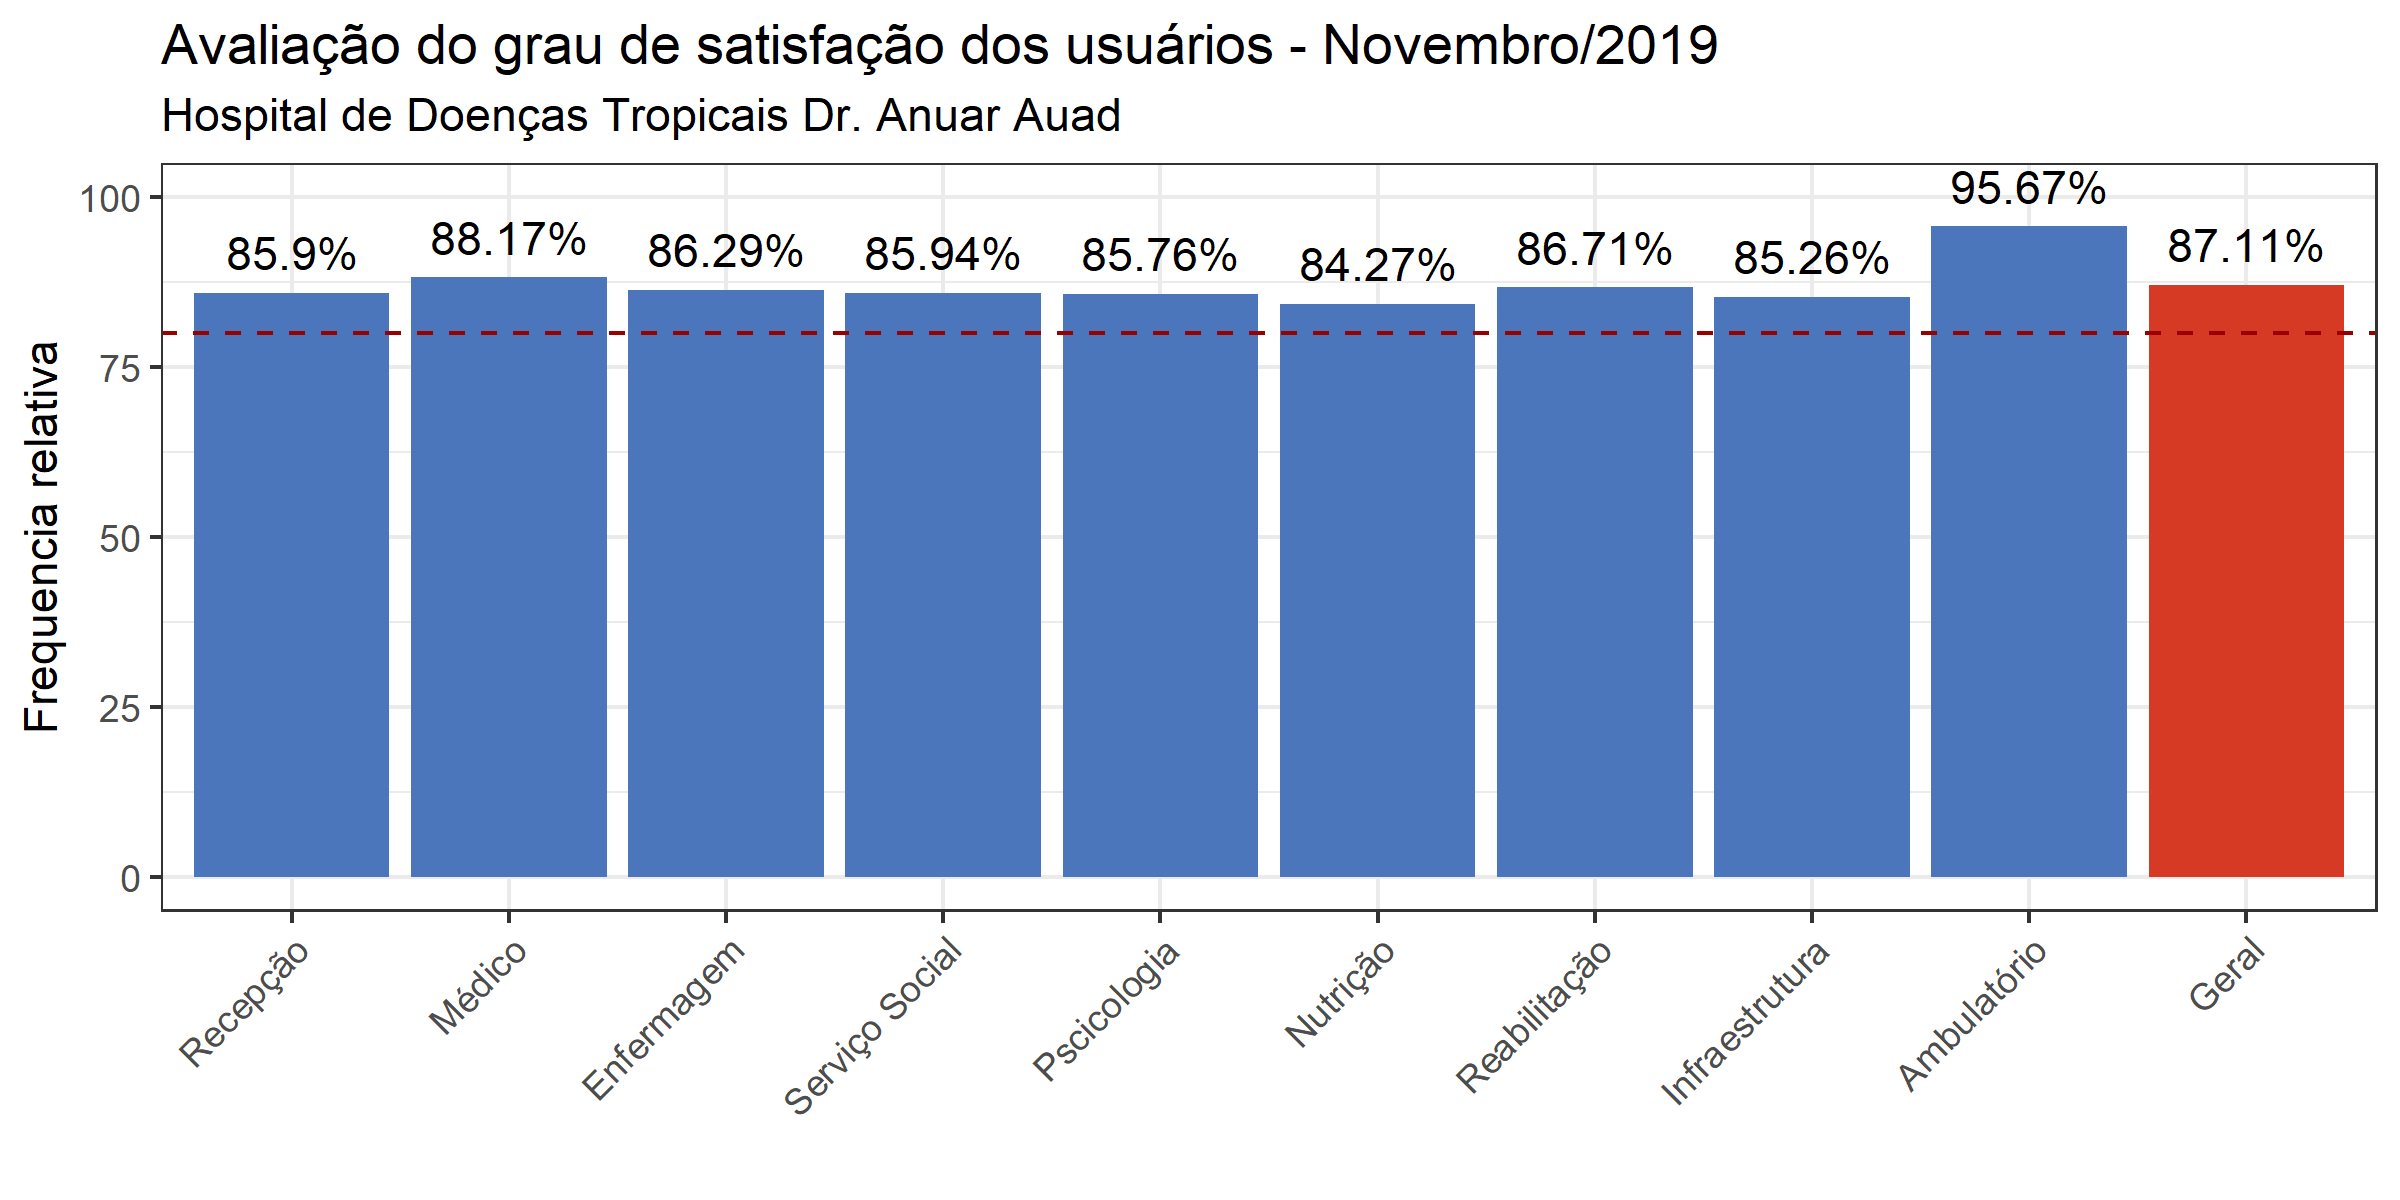 Avaliação do grau de satisfação dos usuários - Novembro/2019
Hospital de Doenças Tropicais Dr. Anuar Auad
Frequencia relativa
100
75
50
25
0
85.9%
88.17%
86.29%
85.94%
85.76%
84.27%
86.71%
85.26%
95.67%
87.11%
Recepção
Médico
Enfermagem
Serviço Social
Pscicologia
Nutrição
Reabilitação
Infraestrutura
Ambulatório
Geral